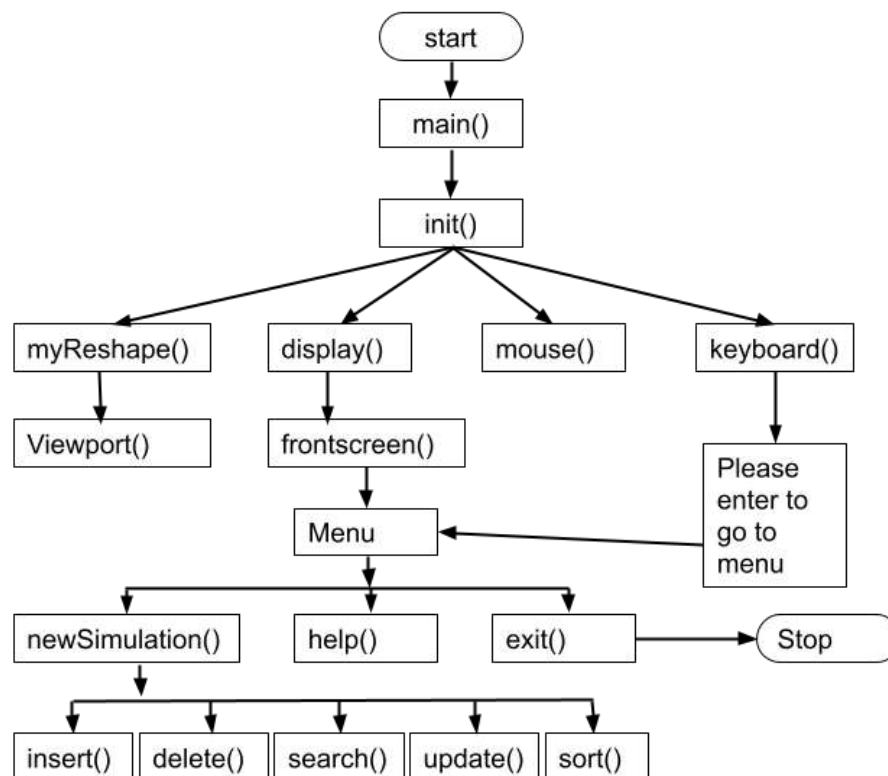 start
main()
init()
myReshape()
display()
mouse()
keyboard()
Viewport()
frontscreen()
Please
enter to
go to
menu
Menu
newSimulation()
help()
exit()
Stop
insert()
delete()
search()
update()
sort()